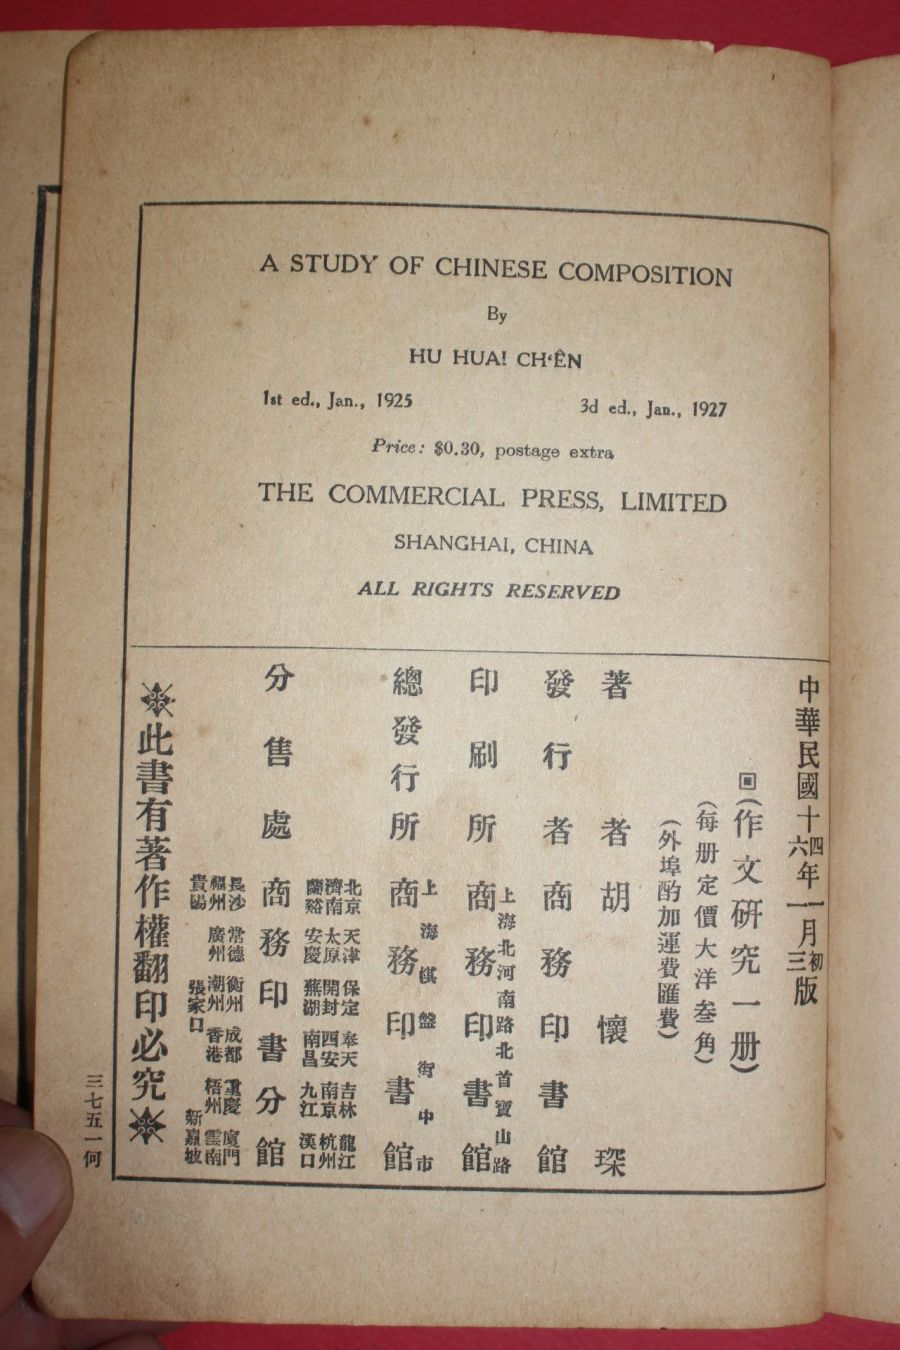 A STUDY OF CHINESE COMPOSITION
By
HU HUAI CH‘ÊN
1st ed., Jan., 1925 3d ed., Jan., 1927
Price: $0.30, postage extra
THE COMMERCIAL PRESS, LIMITED
SHANGHAI, CHINA
ALL RIGHTS RESERVED
中華民國十四年一月初版
十六年一月三版
回(作文研究一册)
(每册定價大洋叁角)
(外埠酌加運費匯費)
著者胡懷琛
發行者商務印書館
上海北河南路北首寶山路
印刷所商務印書館
上海棋盤街中市
總發行所商務印書館
北京 天津 保定 奉天 吉林 龍江
濟南 太原 開封 西安 南京 杭州
蘭谿 安慶 蕪湖 南昌 九江 漢口
分售處商務印書分館
長沙 常德 衡州 成都 重慶 廈門
福州 廣州 潮州 香港 梧州 雲南
貴陽 張家口 新嘉坡
此書有著作權翻印必究
三七五一何